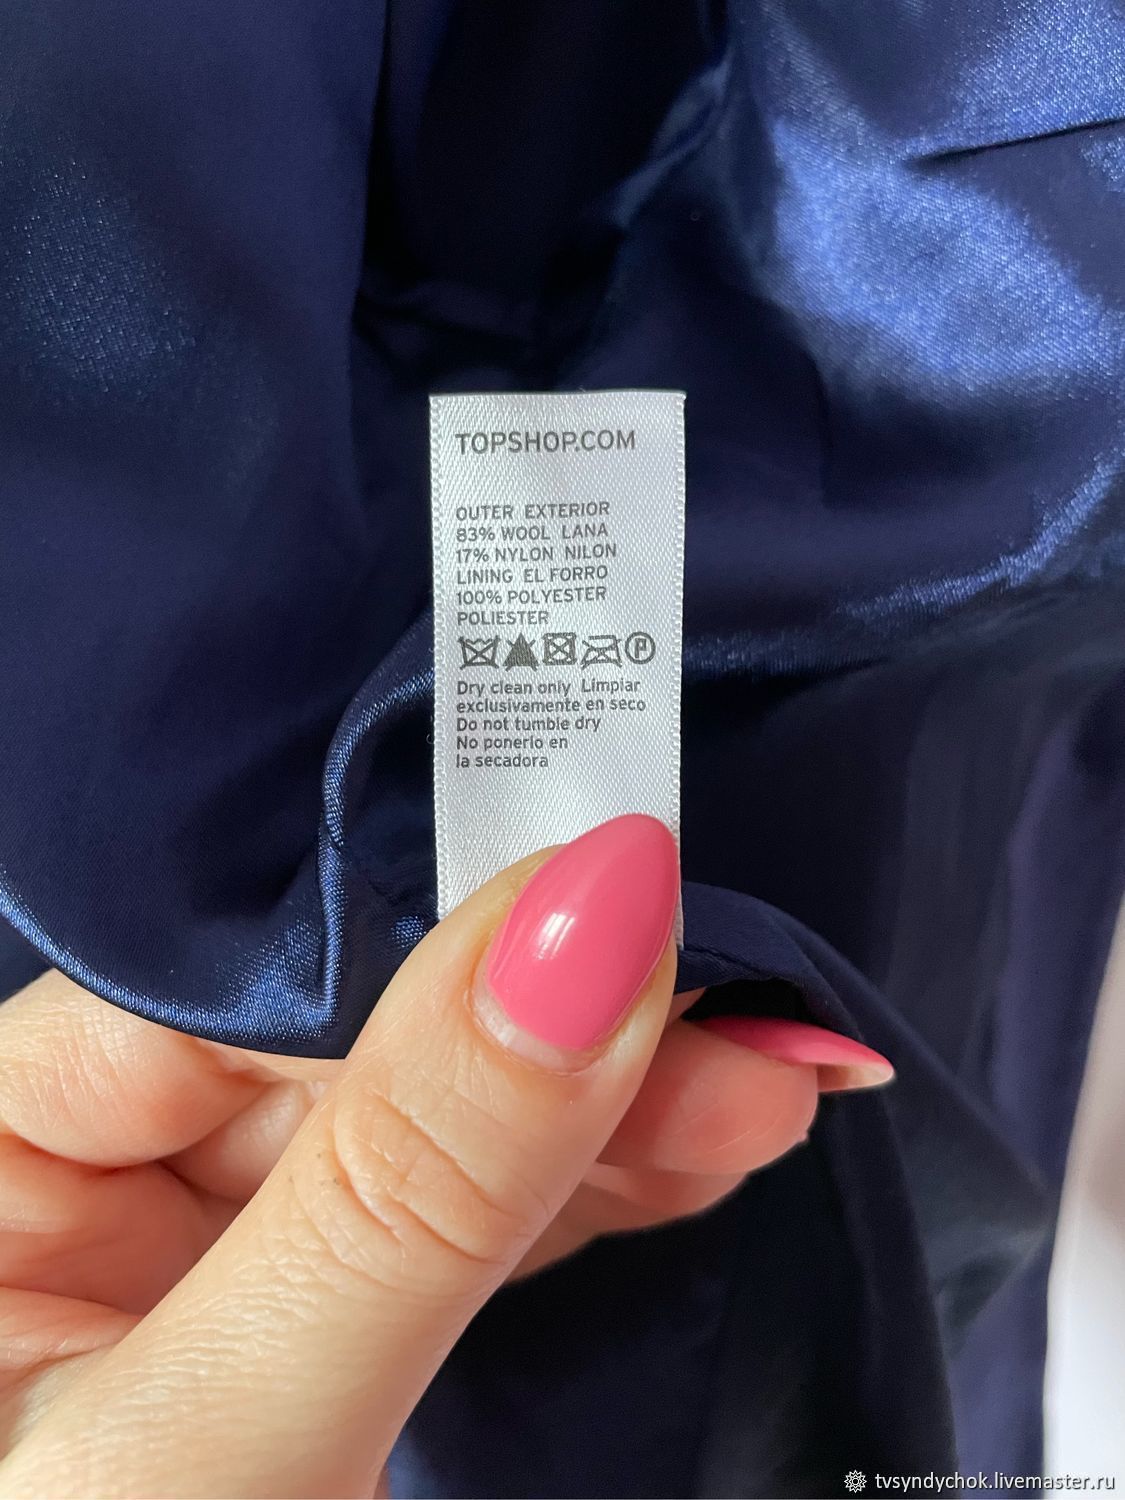 TOPSHOP.COM
OUTER EXTERIOR
83% WOOL LANA
17% NYLON NILON
LINING EL FORRO
100% POLYESTER
POLIESTER
P
Dry clean only Limpiar
exclusivamente en seco
Do not tumble dry
No ponerlo en
la secadora
tvsyndychok.livemaster.ru